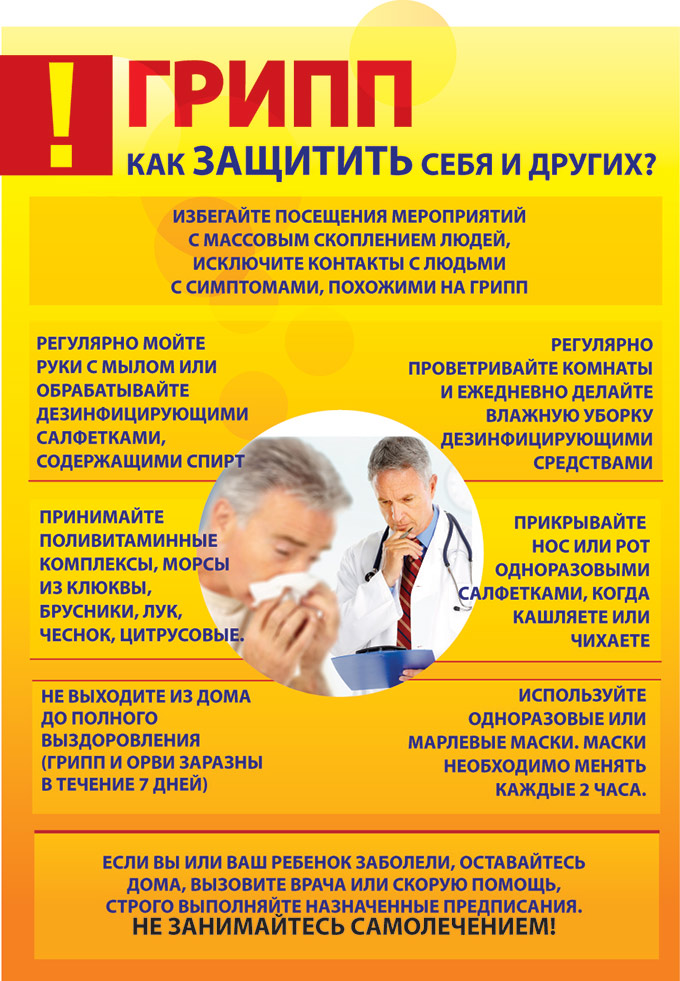 !
ГРИПП
КАК ЗАЩИТИТЬ СЕБЯ И ДРУГИХ?
ИЗБЕГАЙТЕ ПОСЕЩЕНИЯ МЕРОПРИЯТИЙ
С МАССОВЫМ СКОПЛЕНИЕМ ЛЮДЕЙ,
ИСКЛЮЧИТЕ КОНТАКТЫ С ЛЮДЬМИ
С СИМПТОМАМИ, ПОХОЖИМИ НА ГРИПП
РЕГУЛЯРНО МОЙТЕ
РУКИ С МЫЛОМ ИЛИ
ОБРАБАТЫВАЙТЕ
ДЕЗИНФИЦИРУЮЩИМИ
САЛФЕТКАМИ,
СОДЕРЖАЩИМИ СПИРТ
РЕГУЛЯРНО
ПРОВЕТРИВАЙТЕ КОМНАТЫ
И ЕЖЕДНЕВНО ДЕЛАЙТЕ
ВЛАЖНУЮ УБОРКУ
ДЕЗИНФИЦИРУЮЩИМИ
СРЕДСТВАМИ
ПРИНИМАЙТЕ
ПОЛИВИТАМИННЫЕ
КОМПЛЕКСЫ, МОРСЫ
ИЗ КЛЮКВЫ,
БРУСНИКИ, ЛУК,
ЧЕСНОК, ЦИТРУСОВЫЕ.
ПРИКРЫВАЙТЕ
НОС ИЛИ РОТ
ОДНОРАЗОВЫМИ
САЛФЕТКАМИ, КОГДА
КАШЛЯЕТЕ ИЛИ
ЧИХАЕТЕ
НЕ ВЫХОДИТЕ ИЗ ДОМА
ДО ПОЛНОГО
ВЫЗДОРОВЛЕНИЯ
(ГРИПП И ОРВИ ЗАРАЗНЫ
В ТЕЧЕНИЕ 7 ДНЕЙ)
ИСПОЛЬЗУЙТЕ
ОДНОРАЗОВЫЕ ИЛИ
МАРЛЕВЫЕ МАСКИ. МАСКИ
НЕОБХОДИМО МЕНЯТЬ
КАЖДЫЕ 2 ЧАСА.
ЕСЛИ ВЫ ИЛИ ВАШ РЕБЕНОК ЗАБОЛЕЛИ, ОСТАВАЙТЕСЬ
ДОМА, ВЫЗОВИТЕ ВРАЧА ИЛИ СКОРУЮ ПОМОЩЬ,
СТРОГО ВЫПОЛНЯЙТЕ НАЗНАЧЕННЫЕ ПРЕДПИСАНИЯ.
НЕ ЗАНИМАЙТЕСЬ САМОЛЕЧЕНИЕМ!